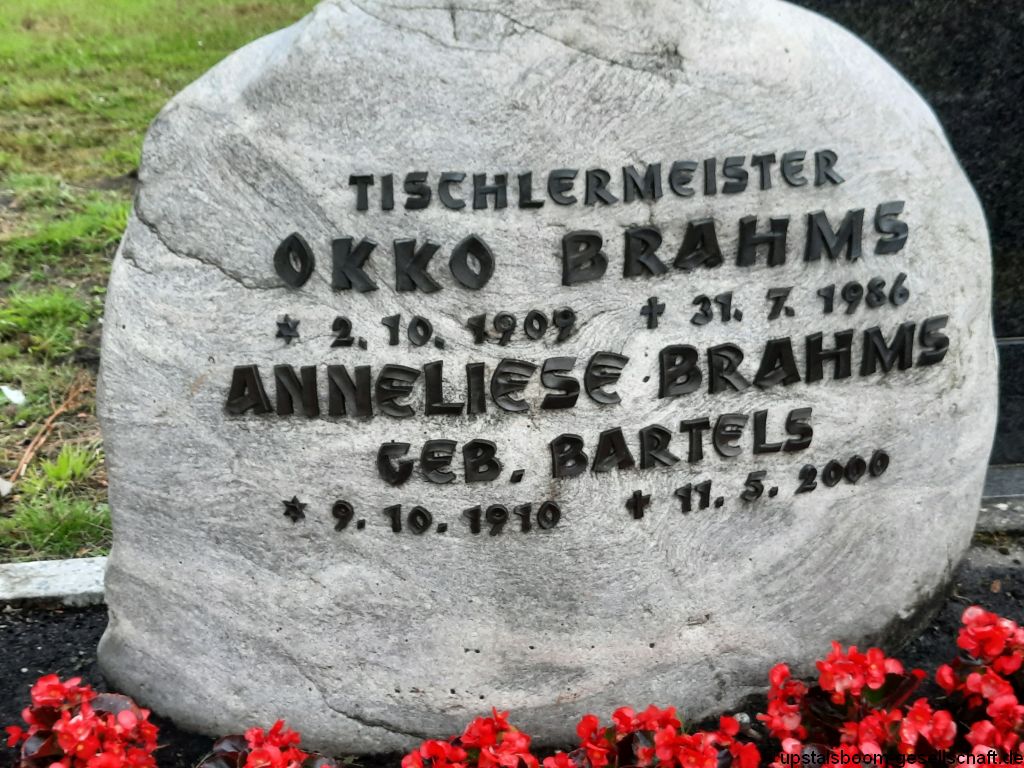 TISCHLERMEISTER
OKKO BRAHMS
* 2. 10. 1909 † 31. 7. 1986
ANNELIESE BRAHMS
GEB. BARTELS
* 9. 10. 1910 † 11. 5. 2000
upstalsboom-gesellschaft.de